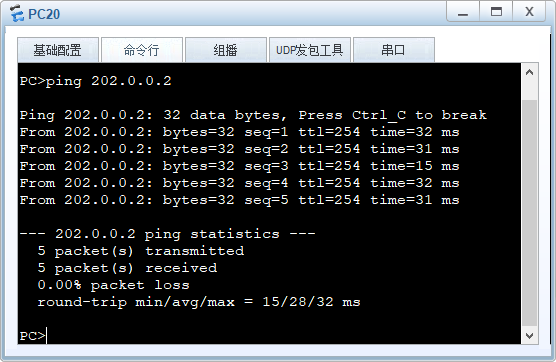 PC20
基础配置 命令行 组播 UDP发包工具 串口
PC>ping 202.0.0.2
Ping 202.0.0.2: 32 data bytes, Press Ctrl_C to break
From 202.0.0.2: bytes=32 seq=1 ttl=254 time=32 ms
From 202.0.0.2: bytes=32 seq=2 ttl=254 time=31 ms
From 202.0.0.2: bytes=32 seq=3 ttl=254 time=15 ms
From 202.0.0.2: bytes=32 seq=4 ttl=254 time=32 ms
From 202.0.0.2: bytes=32 seq=5 ttl=254 time=31 ms
--- 202.0.0.2 ping statistics ---
5 packet(s) transmitted
5 packet(s) received
0.00% packet loss
round-trip min/avg/max = 15/28/32 ms
PC>